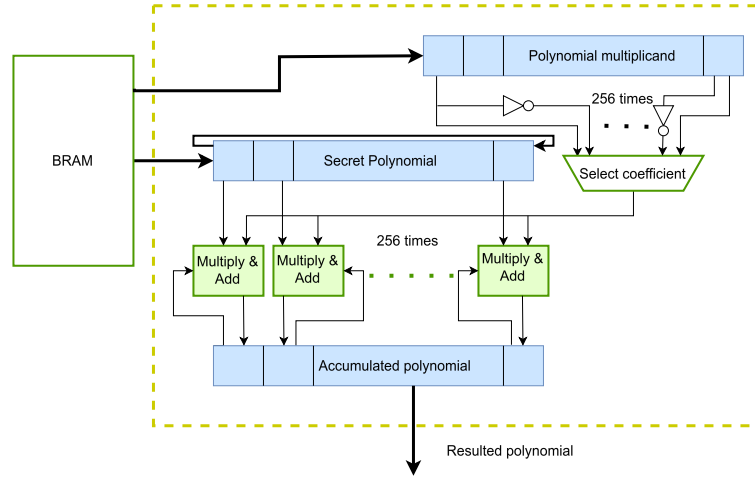 Polynomial multiplicand
256 times
BRAM
Secret Polynomial
Select coefficient
256 times
Multiply &
Add
Multiply &
Add
Multiply &
Add
Accumulated polynomial
Resulted polynomial